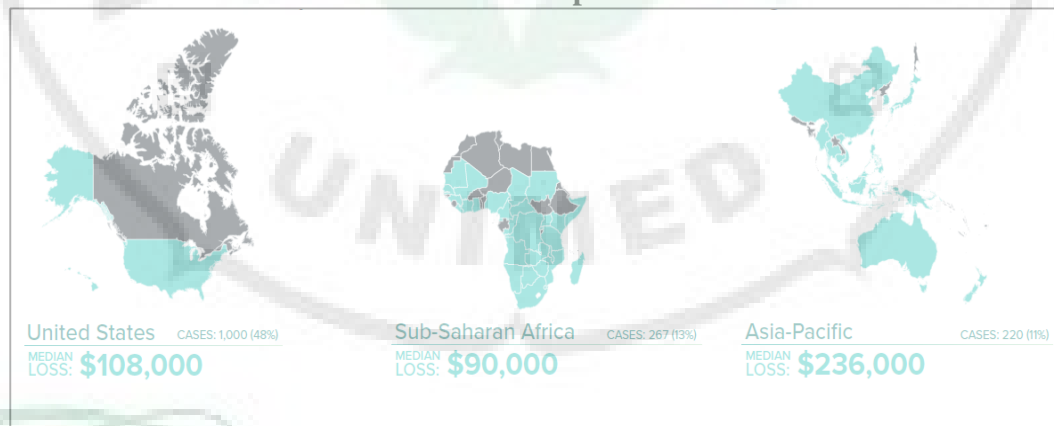 UNIMED
United States CASES: 1,000 (48%)
MEDIAN LOSS: $108,000
Sub-Saharan Africa CASES: 267 (13%)
MEDIAN LOSS: $90,000
Asia-Pacific CASES: 220 (11%)
MEDIAN LOSS: $236,000